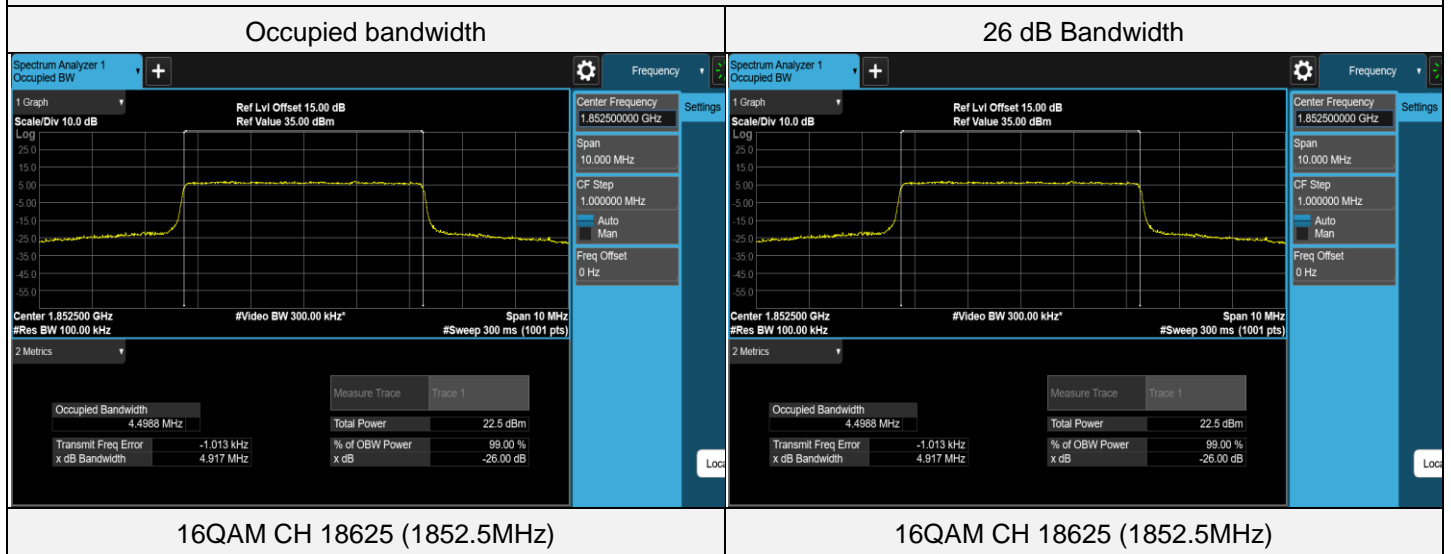 Occupied bandwidth
26 dB Bandwidth
Spectrum Analyzer 1
Occupied BW
+
Frequency
1 Graph
Scale/Div 10.0 dB
Ref Lvl Offset 15.00 dB
Ref Value 35.00 dBm
Log
25.0
15.0
5.00
-5.00
-15.0
-25.0
-35.0
-45.0
-55.0
Center 1.852500 GHz
#Res BW 100.00 kHz
#Video BW 300.00 kHz*
Span 10 MHz
#Sweep 300 ms (1001 pts)
Center Frequency
1.852500000 GHz
Settings
Span
10.000 MHz
CF Step
1.000000 MHz
Auto
Man
Freq Offset
0 Hz
2 Metrics
Measure Trace Trace 1
Occupied Bandwidth
4.4988 MHz
Total Power 22.5 dBm
Transmit Freq Error -1.013 kHz
% of OBW Power 99.00 %
x dB Bandwidth 4.917 MHz
x dB -26.00 dB
Loca
Spectrum Analyzer 1
Occupied BW
+
Frequency
1 Graph
Scale/Div 10.0 dB
Ref Lvl Offset 15.00 dB
Ref Value 35.00 dBm
Log
25.0
15.0
5.00
-5.00
-15.0
-25.0
-35.0
-45.0
-55.0
Center 1.852500 GHz
#Res BW 100.00 kHz
#Video BW 300.00 kHz*
Span 10 MHz
#Sweep 300 ms (1001 pts)
Center Frequency
1.852500000 GHz
Settings
Span
10.000 MHz
CF Step
1.000000 MHz
Auto
Man
Freq Offset
0 Hz
2 Metrics
Measure Trace Trace 1
Occupied Bandwidth
4.4988 MHz
Total Power 22.5 dBm
Transmit Freq Error -1.013 kHz
% of OBW Power 99.00 %
x dB Bandwidth 4.917 MHz
x dB -26.00 dB
Loca
16QAM CH 18625 (1852.5MHz)
16QAM CH 18625 (1852.5MHz)